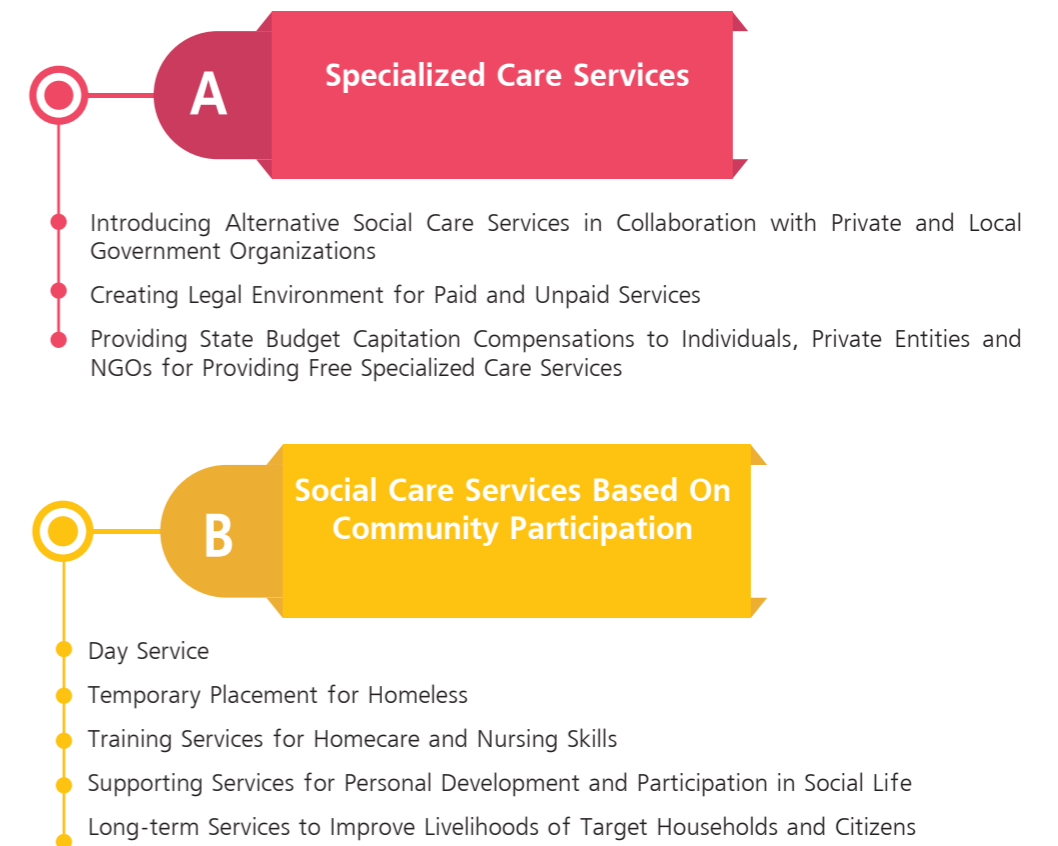 A
Specialized Care Services
Introducing Alternative Social Care Services in Collaboration with Private and Local
Government Organizations
Creating Legal Environment for Paid and Unpaid Services
Providing State Budget Capitation Compensations to Individuals, Private Entities and
NGOs for Providing Free Specialized Care Services
B
Social Care Services Based On
Community Participation
Day Service
Temporary Placement for Homeless
Training Services for Homecare and Nursing Skills
Supporting Services for Personal Development and Participation in Social Life
Long-term Services to Improve Livelihoods of Target Households and Citizens